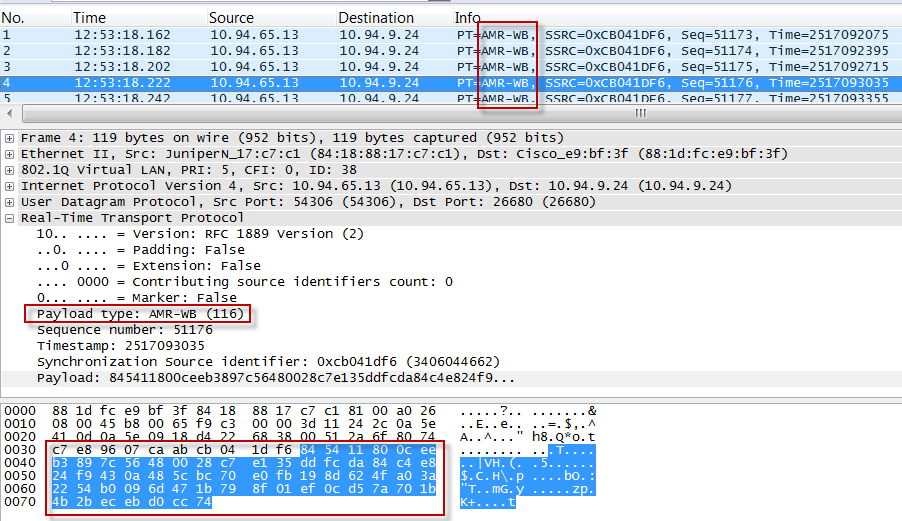 No. Time Source Destination Info
1 12:53:18.162 10.94.65.13 10.94.9.24 PT=AMR-WB, SSRC=0xCB041DF6, Seq=51173, Time=2517092075
2 12:53:18.182 10.94.65.13 10.94.9.24 PT=AMR-WB, SSRC=0xCB041DF6, Seq=51174, Time=2517092395
3 12:53:18.202 10.94.65.13 10.94.9.24 PT=AMR-WB, SSRC=0xCB041DF6, Seq=51175, Time=2517092715
4 12:53:18.222 10.94.65.13 10.94.9.24 PT=AMR-WB, SSRC=0xCB041DF6, Seq=51176, Time=2517093035
5 12:53:18.242 10.94.65.13 10.94.9.24 PT=AMR-WB, SSRC=0xCB041DF6, Seq=51177, Time=2517093355
Frame 4: 119 bytes on wire (952 bits), 119 bytes captured (952 bits)
Ethernet II, Src: JuniperN_17:c7:c1 (84:18:88:17:c7:c1), Dst: Cisco_e9:bf:3f (88:1d:fc:e9:bf:3f)
802.1Q Virtual LAN, PRI: 5, CFI: 0, ID: 38
Internet Protocol Version 4, Src: 10.94.65.13 (10.94.65.13), Dst: 10.94.9.24 (10.94.9.24)
User Datagram Protocol, Src Port: 54306 (54306), Dst Port: 26680 (26680)
Real-Time Transport Protocol
10.. .... = Version: RFC 1889 Version (2)
..0. .... = Padding: False
...0 .... = Extension: False
.... 0000 = Contributing source identifiers count: 0
0... .... = Marker: False
Payload type: AMR-WB (116)
Sequence number: 51176
Timestamp: 2517093035
Synchronization Source identifier: 0xcb041df6 (3406044662)
Payload: 845411800ceeb3897c56480028c7e135ddfcda84c4e824f9...
0000 88 1d fc e9 bf 3f 84 18 88 17 c7 c1 81 00 a0 26 .....?.. .......&
0010 08 00 45 b8 00 65 f9 c3 00 00 3d 11 24 2c 0a 5e ..E..e.. ..=.$,.^
0020 41 0d 0a 5e 09 18 d4 22 68 38 00 51 2a 6f 80 74 A..^..." h8.Q*o.t
0030 c7 e8 96 07 ca ab cb 04 1d f6 84 54 11 80 0c ee ........ ...T....
0040 b3 89 7c 56 48 00 28 c7 e1 35 dd fc da 84 c4 e8 ..|VH.(. .5......
0050 24 f9 43 0a 48 5c bc 70 e0 fb 19 8d 62 4f a0 3a $.C.H\.p ....bO.:
0060 22 54 b0 09 6d 47 1b 79 8f 01 ef 0c d5 7a 70 1b "T..mG.y .....zp.
0070 4b 2b ec eb d0 cc 74 K+....t